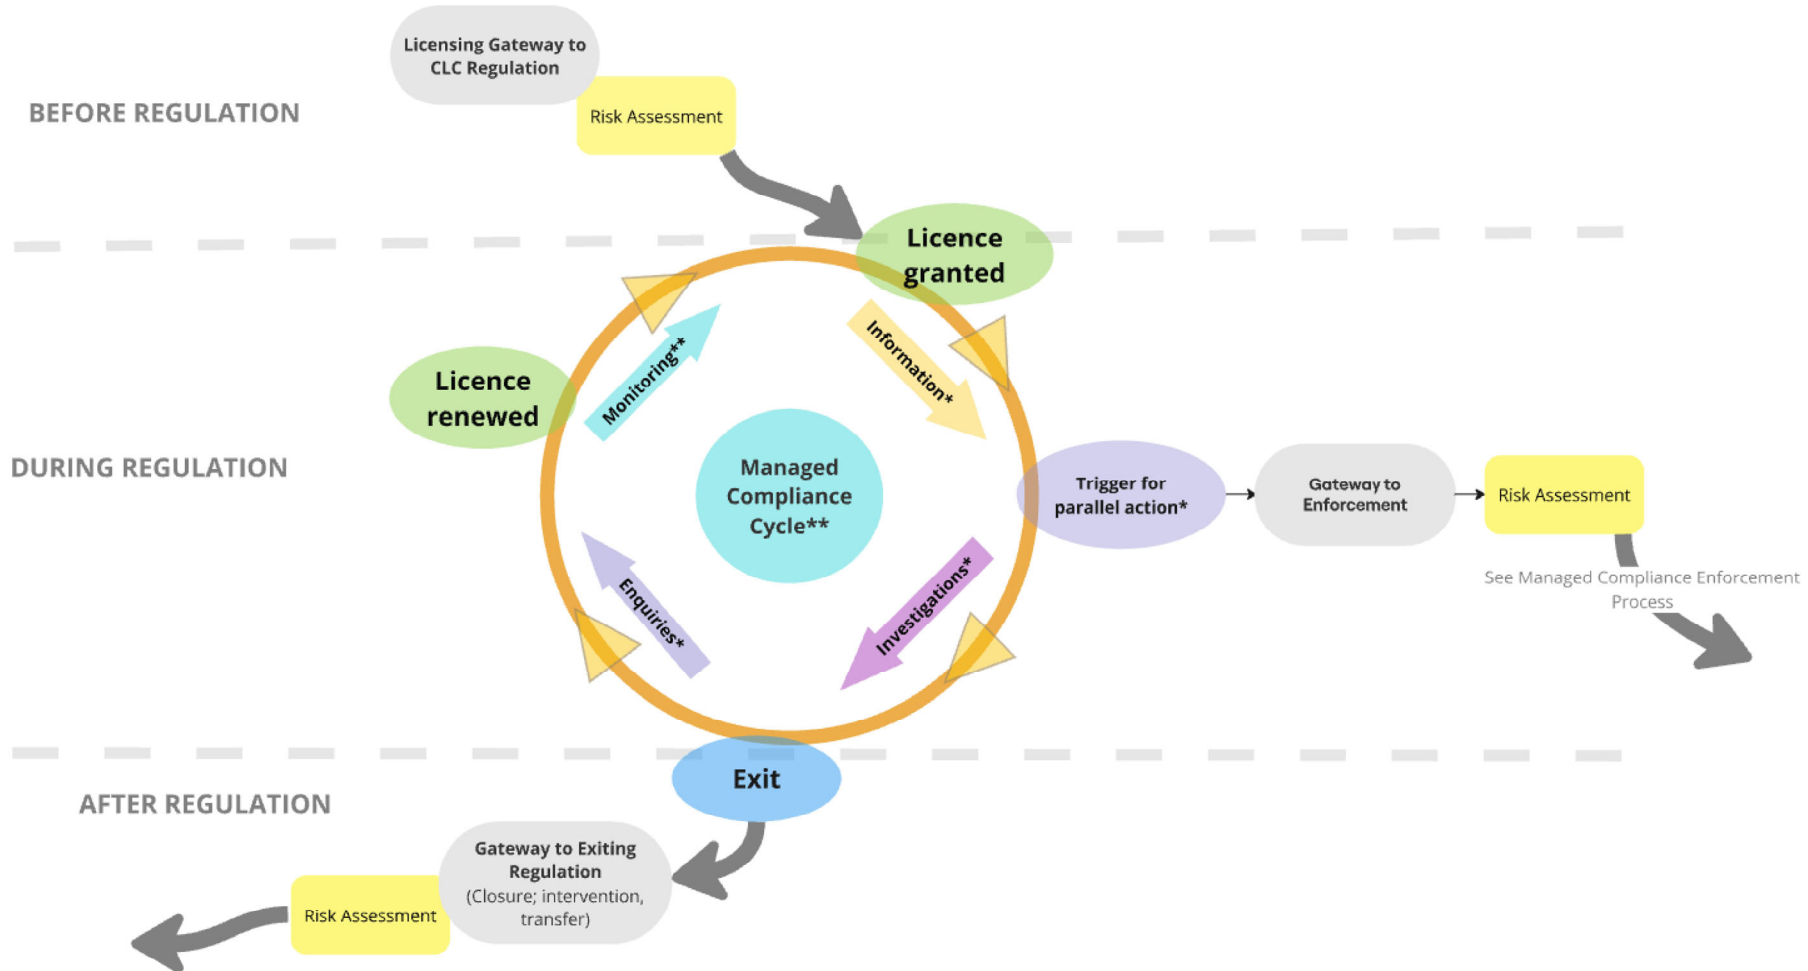 Licensing Gateway to
CLC Regulation
BEFORE REGULATION
Risk Assessment
Licence
granted
Information*
Monitoring**
Licence
renewed
DURING REGULATION
Managed
Compliance
Cycle**
Trigger for
parallel action*
Gateway to
Enforcement
Risk Assessment
See Managed Compliance Enforcement
Process
Investigations*
Enquiries*
Exit
AFTER REGULATION
Gateway to Exiting
Regulation
(Closure; intervention,
transfer)
Risk Assessment